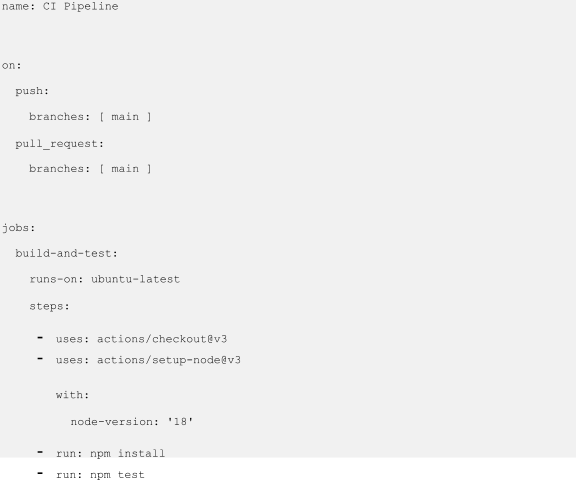 name: CI Pipeline
on:
  push:
    branches: [ main ]
  pull_request:
    branches: [ main ]
jobs:
  build-and-test:
    runs-on: ubuntu-latest
    steps:
      - uses: actions/checkout@v3
      - uses: actions/setup-node@v3
        with:
          node-version: '18'
      - run: npm install
      - run: npm test